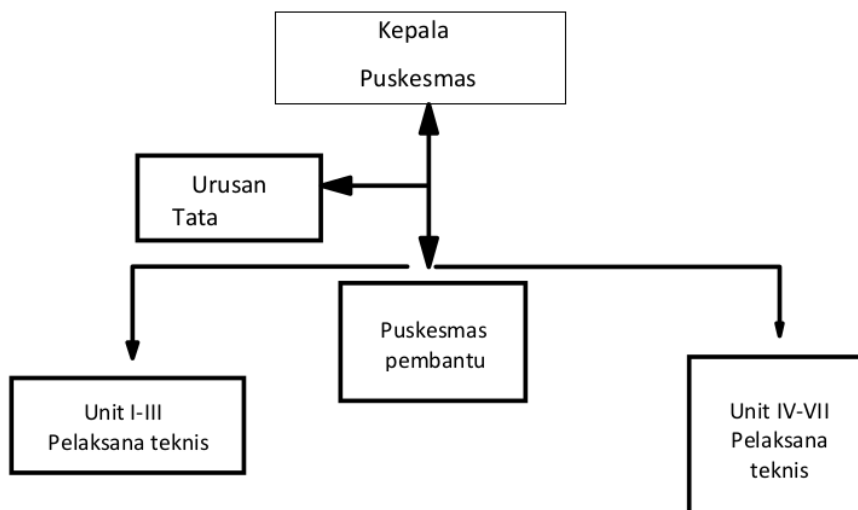 Kepala
Puskesmas
Urusan
Tata
Puskesmas
pembantu
Unit I-III
Pelaksana teknis
Unit IV-VII
Pelaksana
teknis